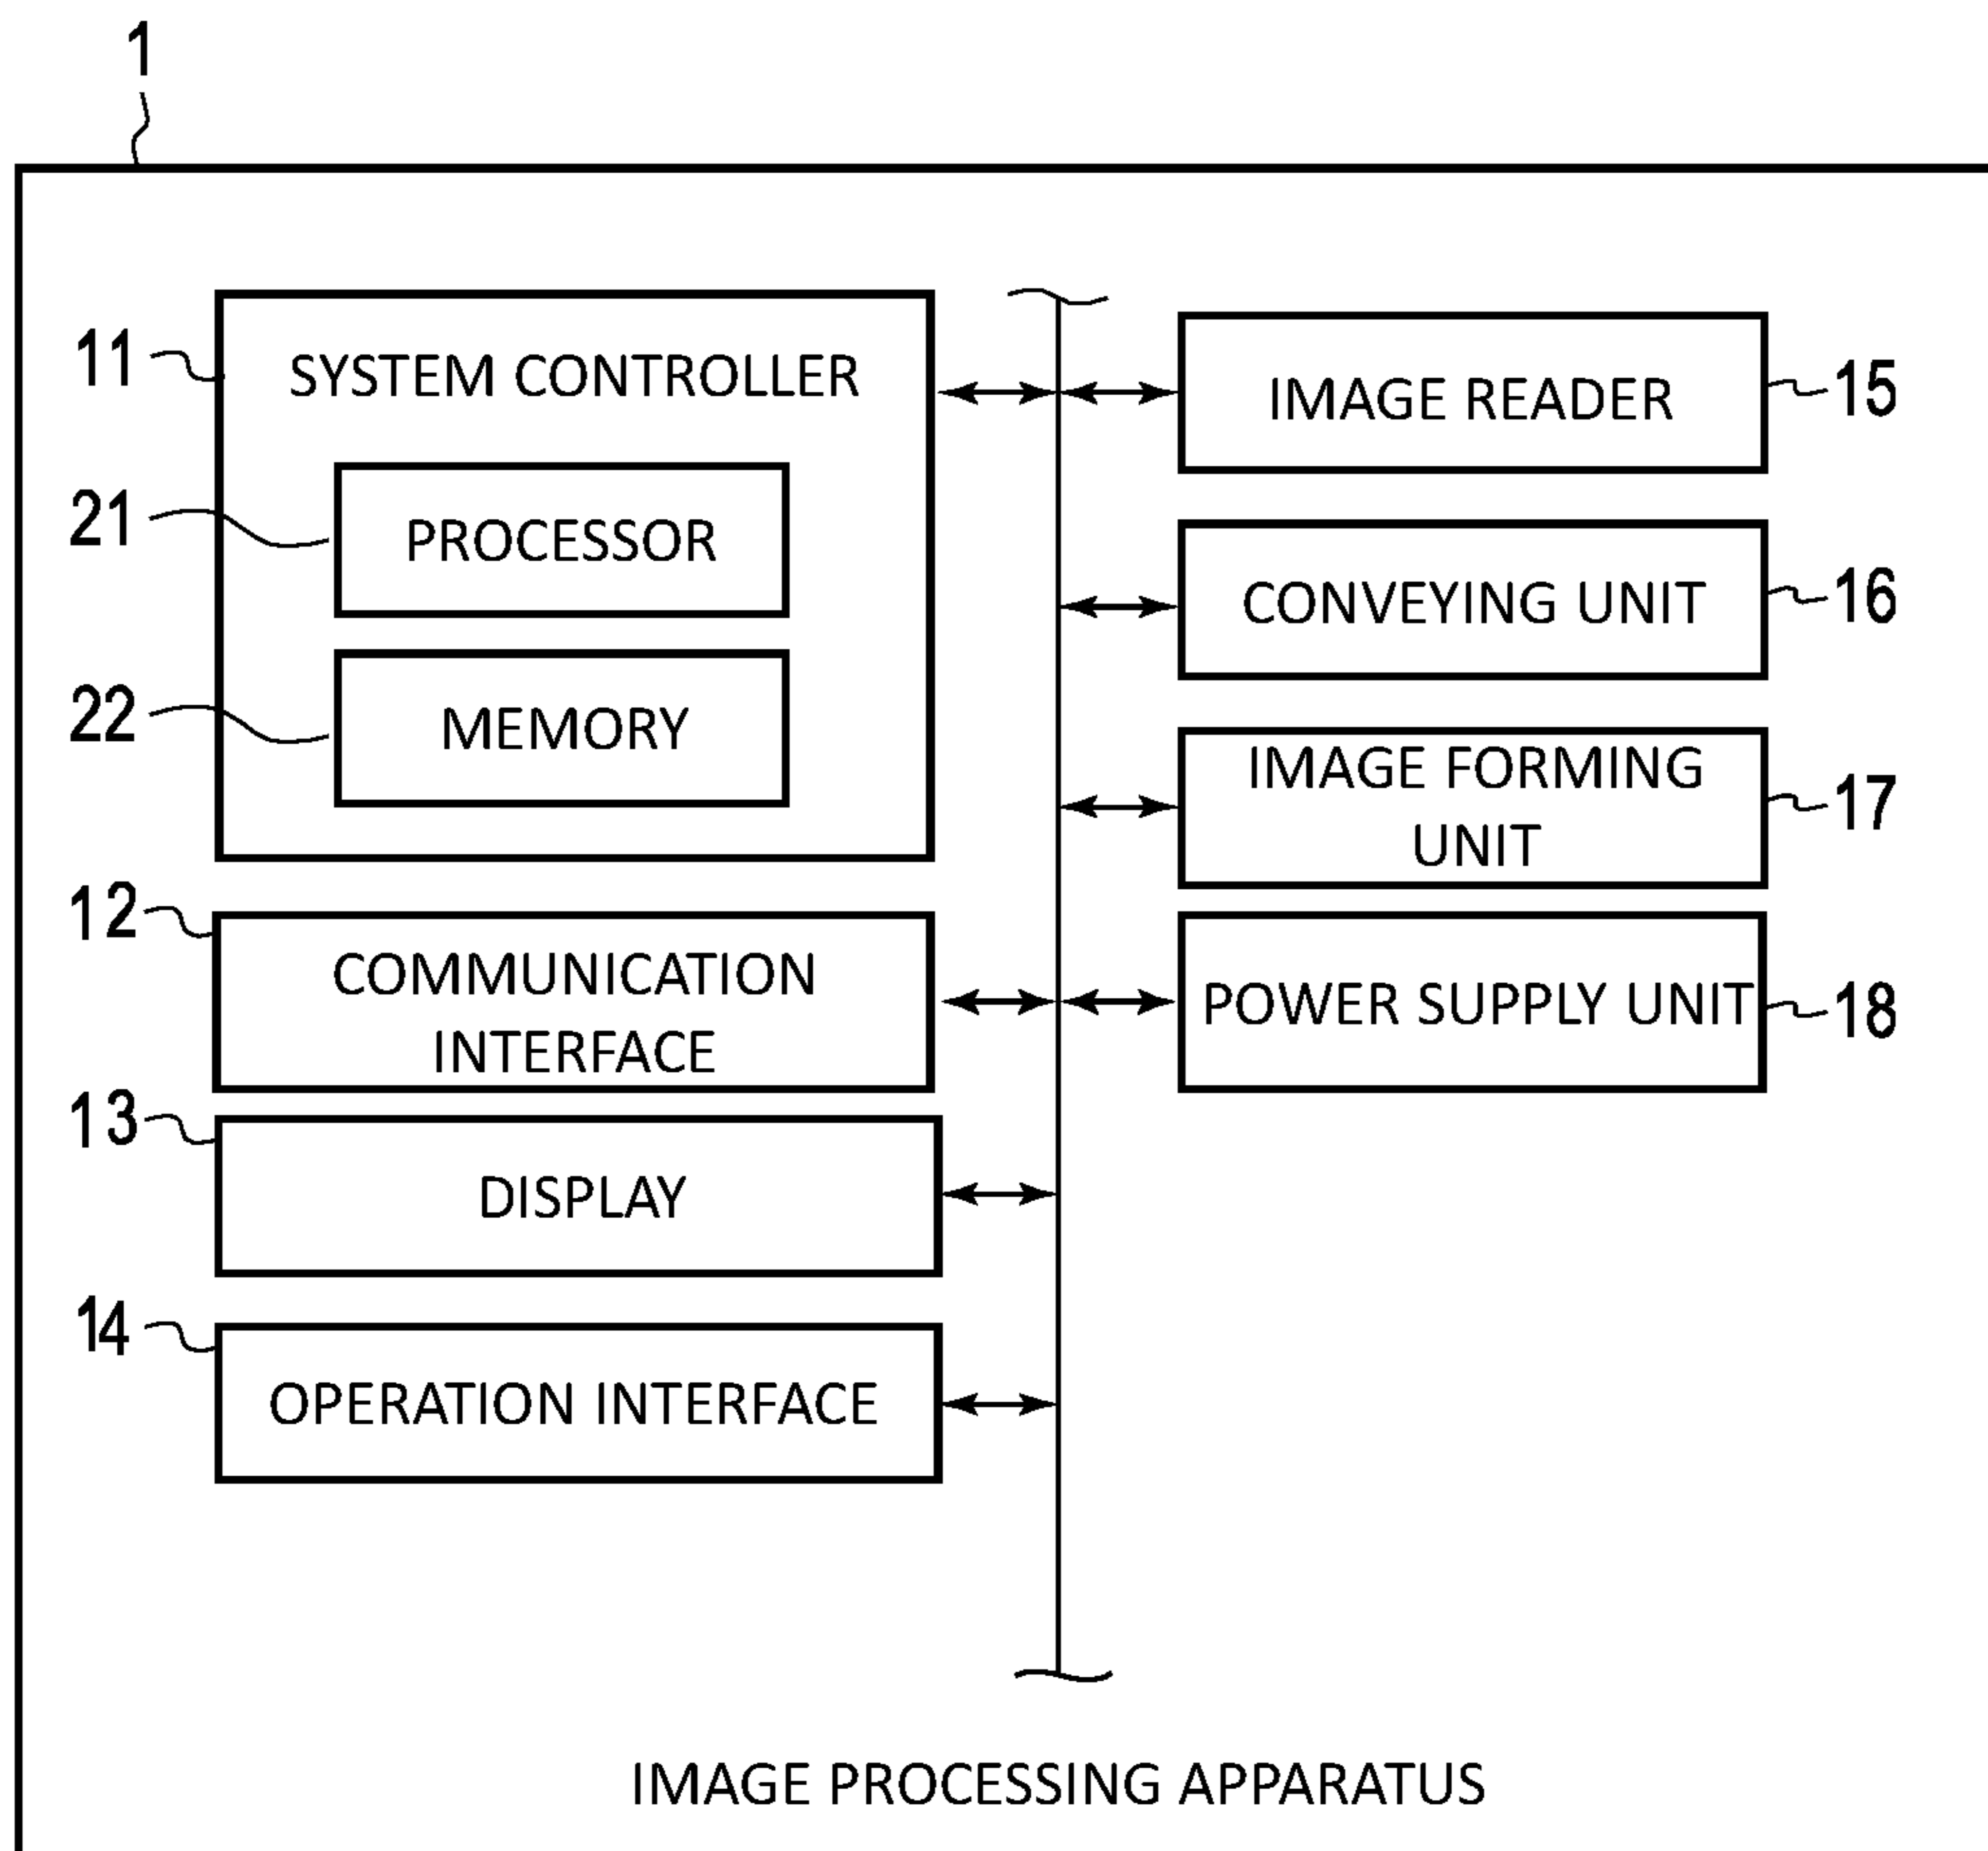 1
11
SYSTEM CONTROLLER
21
PROCESSOR
22
MEMORY
12
COMMUNICATION
INTERFACE
13
DISPLAY
14
OPERATION INTERFACE
IMAGE READER
15
CONVEYING UNIT
16
IMAGE FORMING
UNIT
17
POWER SUPPLY UNIT
18
IMAGE PROCESSING APPARATUS